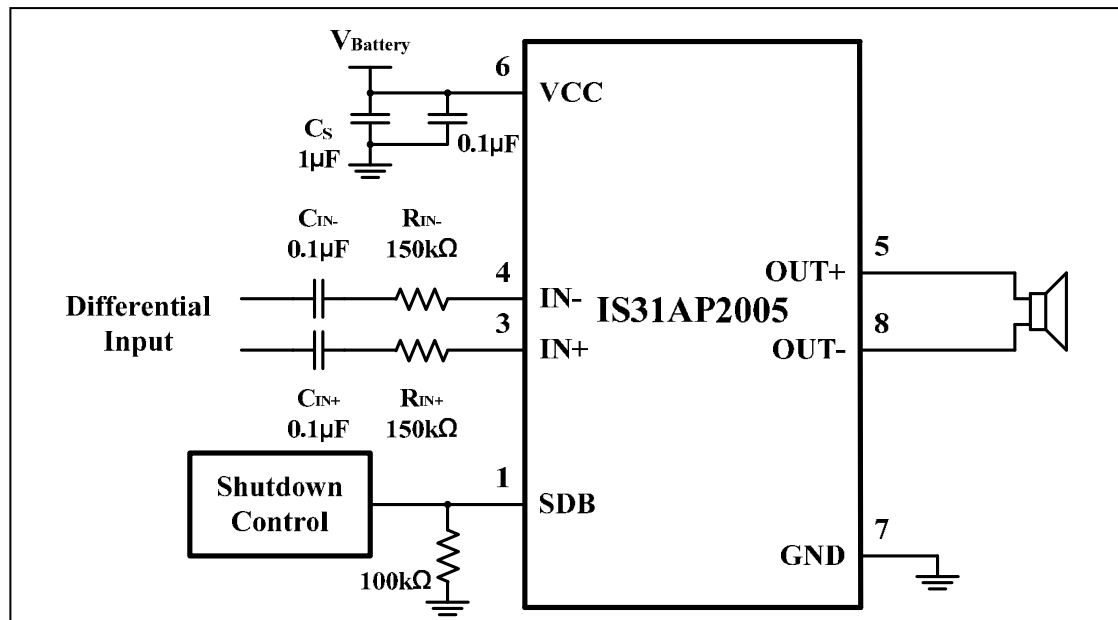 VBattery
6
VCC
CS
1µF
0.1µF
CIN-
0.1µF
RIN-
150kΩ
4
IN-
Differential
Input
3
IN+
CIN+
0.1µF
RIN+
150kΩ
IS31AP2005
5
OUT+
8
OUT-
Shutdown
Control
1
SDB
100kΩ
7
GND